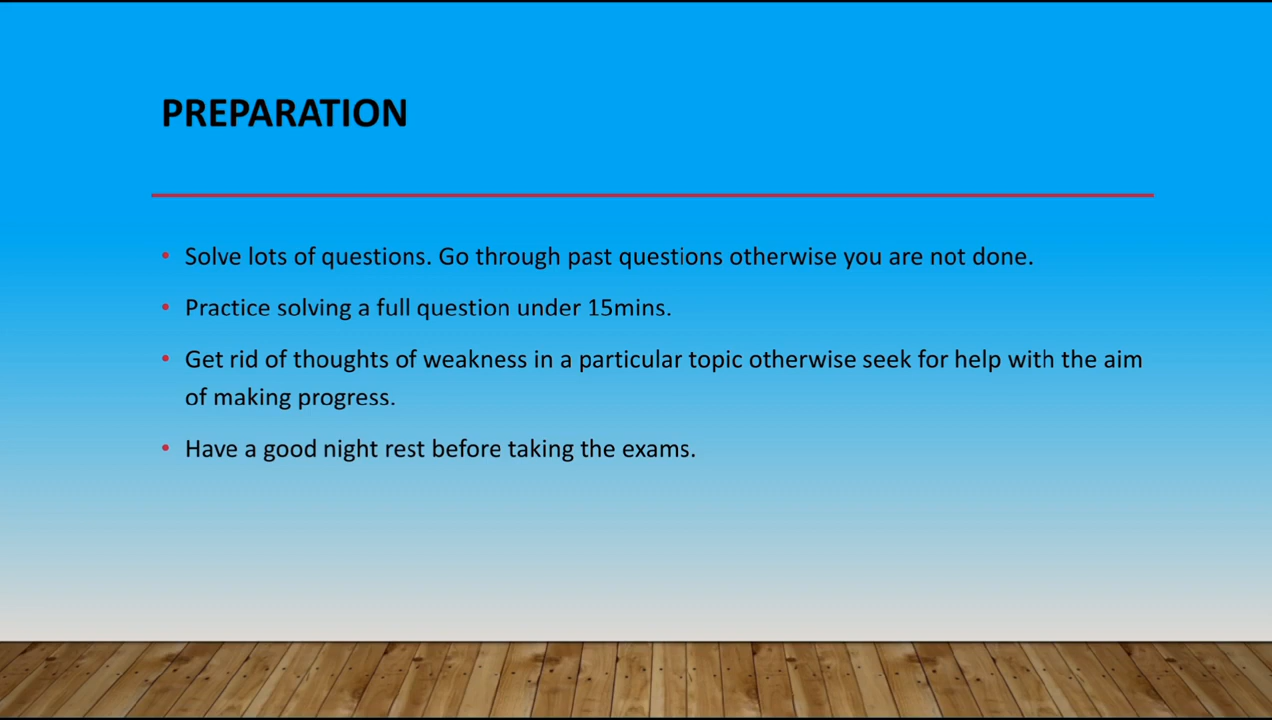 PREPARATION
• Solve lots of questions. Go through past questions otherwise you are not done.
• Practice solving a full question under 15mins.
• Get rid of thoughts of weakness in a particular topic otherwise seek for help with the aim
of making progress.
• Have a good night rest before taking the exams.